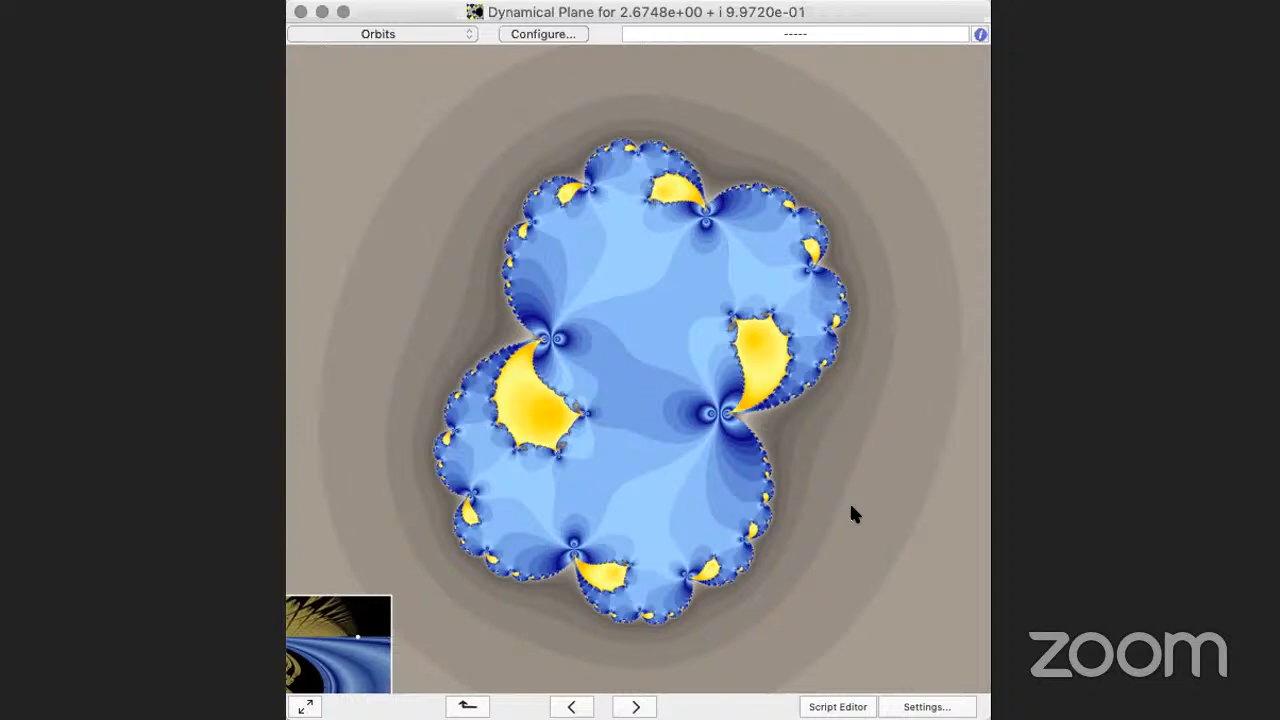 Dynamical Plane for 2.6748e+00 + i 9.9720e-01
Orbits
Configure...
-----
i
zoom
Script Editor
Settings...